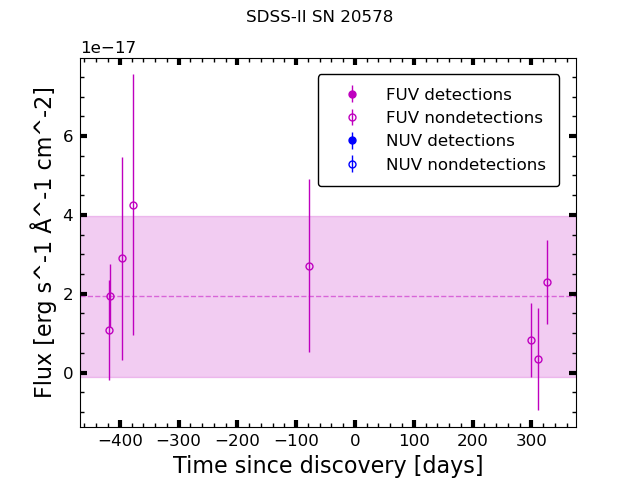 SDSS-II SN 20578
1e−17
FUV detections
FUV nondetections
NUV detections
NUV nondetections
6
4
2
0
Flux [erg s^-1 Å^-1 cm^-2]
−400 −300 −200 −100 0 100 200 300
Time since discovery [days]